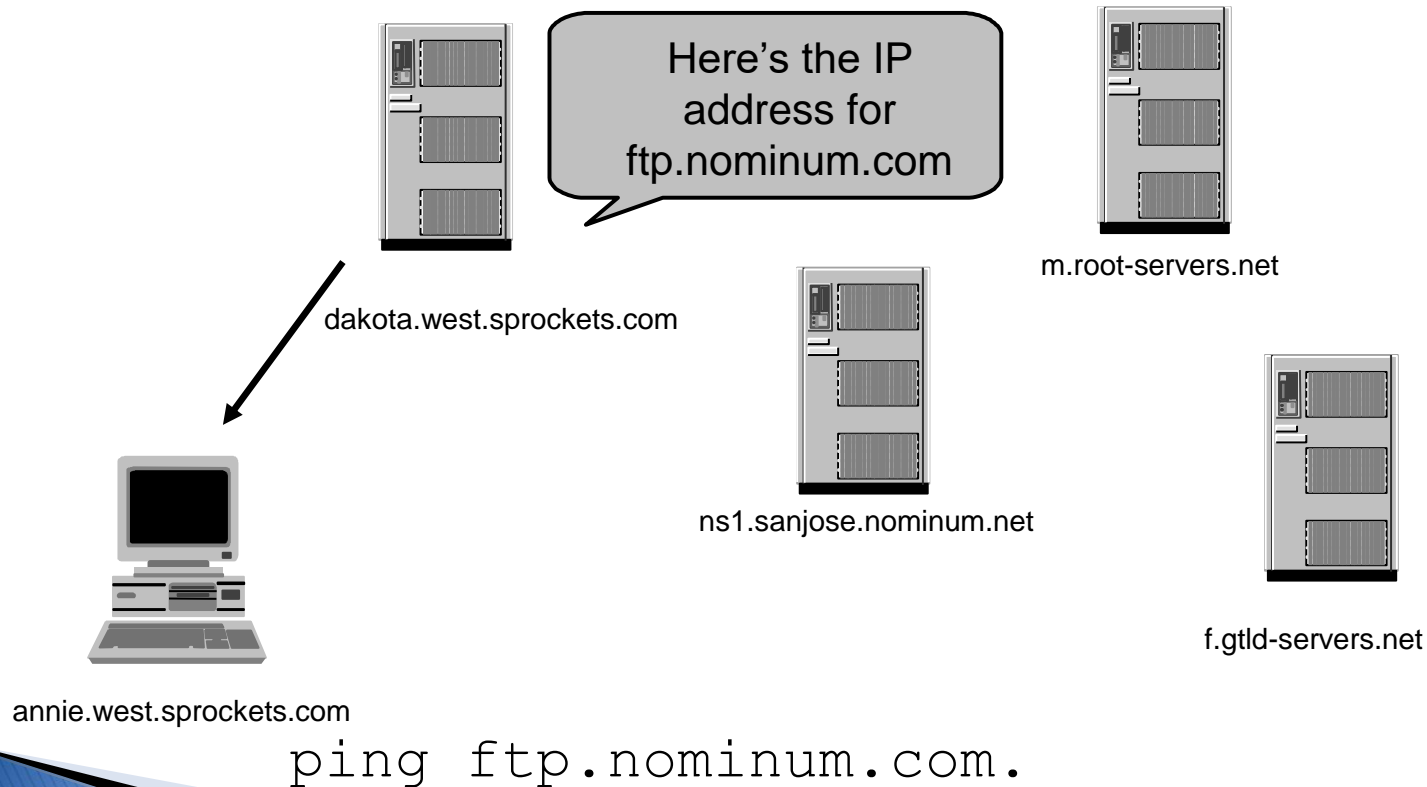 Here’s the IP
address for
ftp.nominum.com
m.root-servers.net
dakota.west.sprockets.com
ns1.sanjose.nominum.net
f.gtld-servers.net
annie.west.sprockets.com
ping ftp.nominum.com.